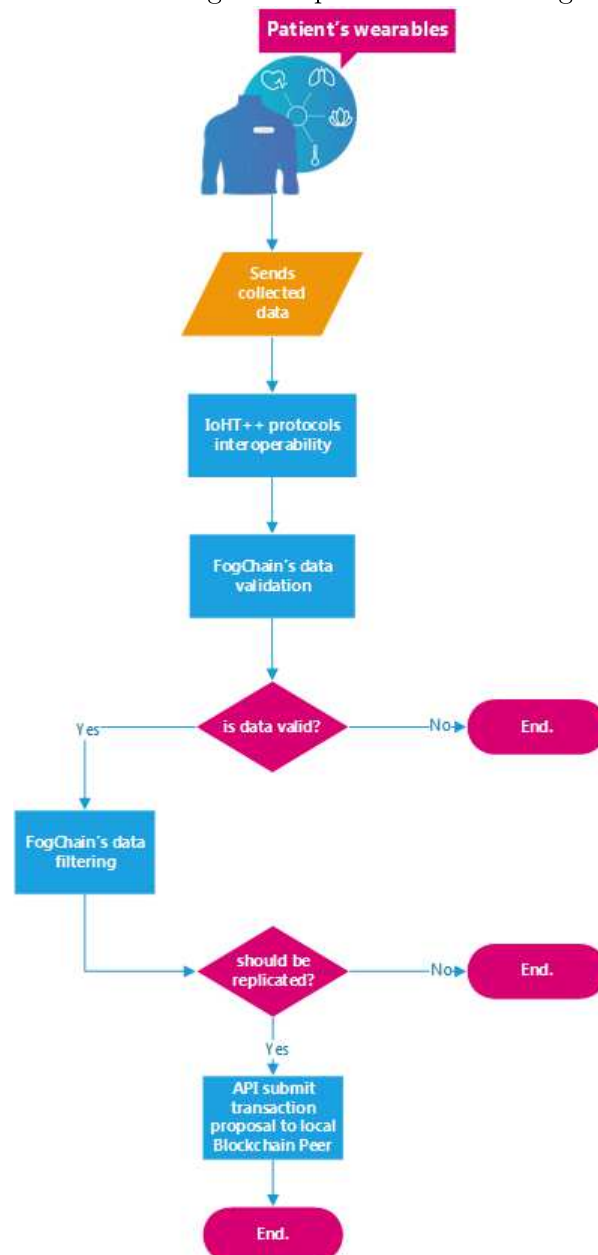 Patient´s wearables
Sends
collected
data
IoHT++ protocols
interoperability
FogChain´s data
validation
is data valid?
Yes
No
End.
FogChain´s data
filtering
should be
replicated?
No
End.
Yes
API submit
transaction
proposal to local
Blockchain Peer
End.